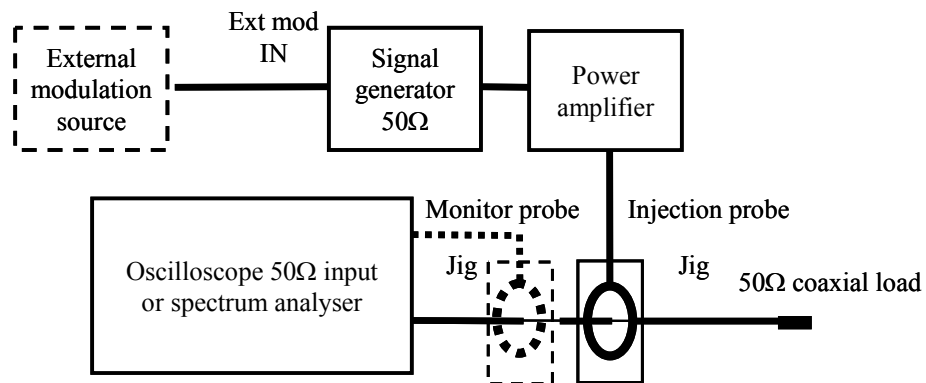 External
modulation
source
Ext mod
IN
Signal
generator
50Ω
Power
amplifier
Monitor probe
Injection probe
Oscilloscope 50Ω input
or spectrum analyser
Jig
Jig
50Ω coaxial load